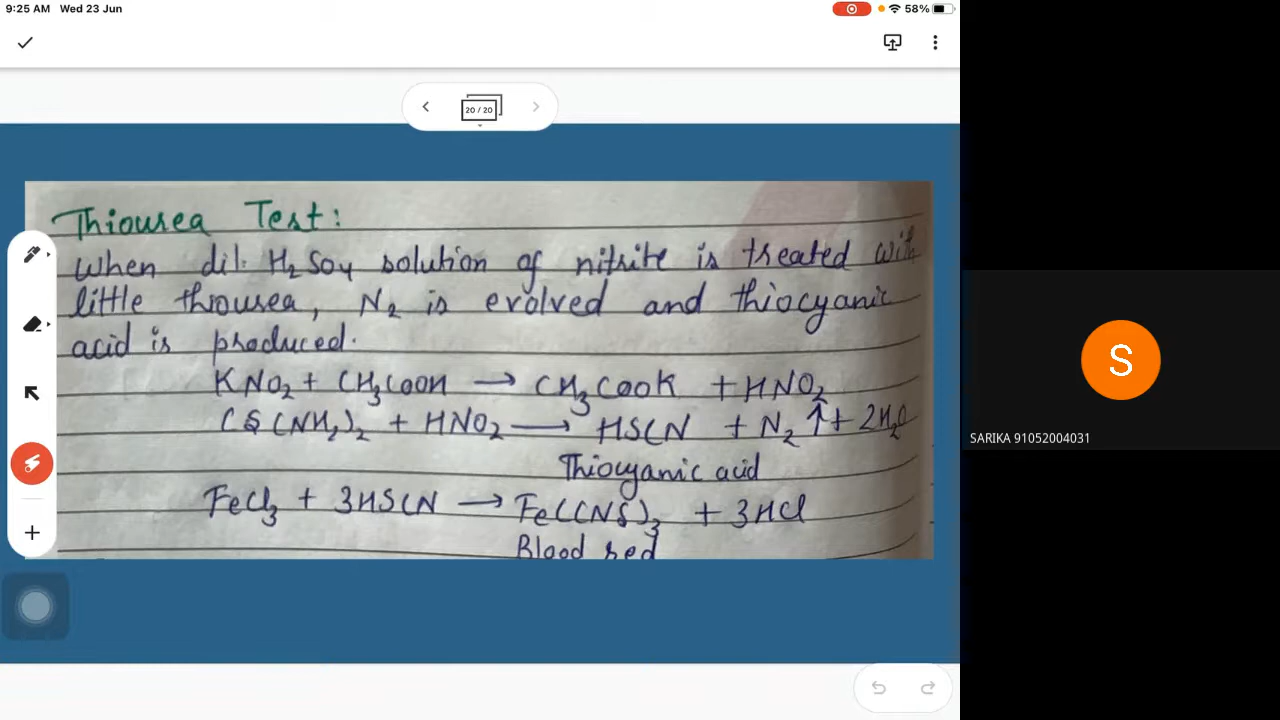 9:25 AM Wed 23 Jun
58%
20 / 20
Thiourea Test:
When dil. H2SO4 solution of nitrite is treated with
little thiourea, N2 is evolved and thiocyanic
acid is produced.
KNO2 + CH3COOH → CH3COOK + HNO2
CS(NH2)2 + HNO2 → HSCN + N2 ↑ + 2H2O
Thiocyanic acid
FeCl3 + 3HSCN → Fe(CNS)3 + 3HCl
Blood red
S
SARIKA 91052004031